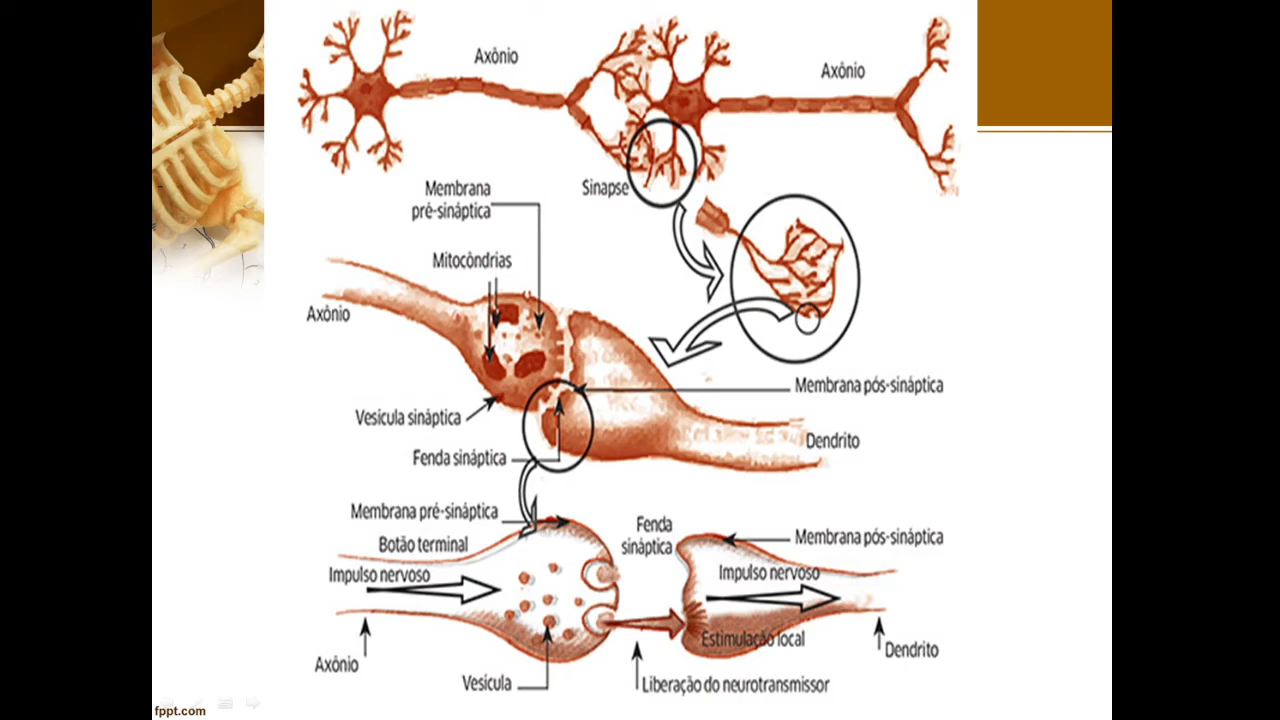 Axônio
Axônio
Sinapse
Membrana
pré-sináptica
Mitocôndrias
Axônio
Membrana pós-sináptica
Vesícula sináptica
Dendrito
Fenda sináptica
Membrana pré-sináptica
Fenda
sináptica
Membrana pós-sináptica
Botão terminal
Impulso nervoso
Impulso nervoso
Estimulação local
Dendrito
Axônio
Vesícula
Liberação do neurotransmissor
fppt.com